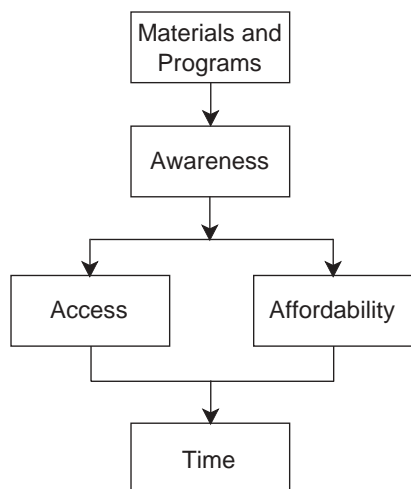 Materials and
Programs
Awareness
Access
Affordability
Time